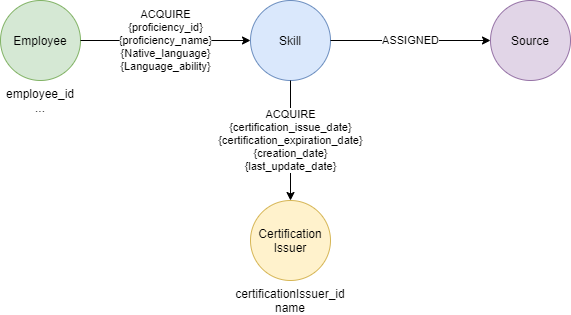 Employee
ACQUIRE
{proficiency_id}
{proficiency_name}
{Native_language}
{Language_ability}
Skill
ASSIGNED
Source
employee_id
...
ACQUIRE
{certification_issue_date}
{certification_expiration_date}
{creation_date}
{last_update_date}
Certification
Issuer
certificationIssuer_id
name